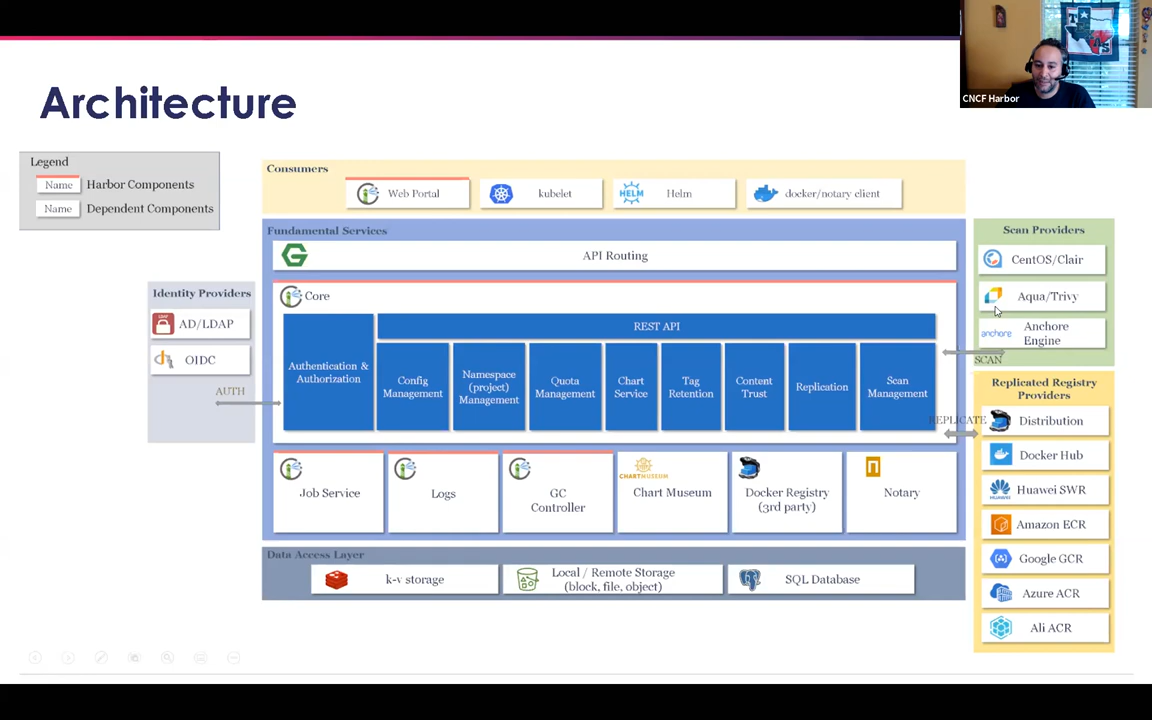 Architecture
CNCF Harbor
Legend
Name Harbor Components
Name Dependent Components
Consumers
Web Portal
kubelet
HELM Helm
docker/notary client
Fundamental Services
API Routing
Core
REST API
Authentication &
Authorization
Config
Management
Namespace
(project)
Management
Quota
Management
Chart
Service
Tag
Retention
Content
Trust
Replication
Scan
Management
Job Service
Logs
GC
Controller
CHARTMUSEUM
Chart Museum
Docker Registry
(3rd party)
Notary
Data Access Layer
k-v storage
Local / Remote Storage
(block, file, object)
SQL Database
Identity Providers
AD/LDAP
OIDC
AUTH
Scan Providers
CentOS/Clair
Aqua/Trivy
anchore
Anchore
Engine
SCAN
Replicated Registry
Providers
REPLICATE
Distribution
Docker Hub
HUAWEI
Huawei SWR
Amazon ECR
Google GCR
Azure ACR
Ali ACR